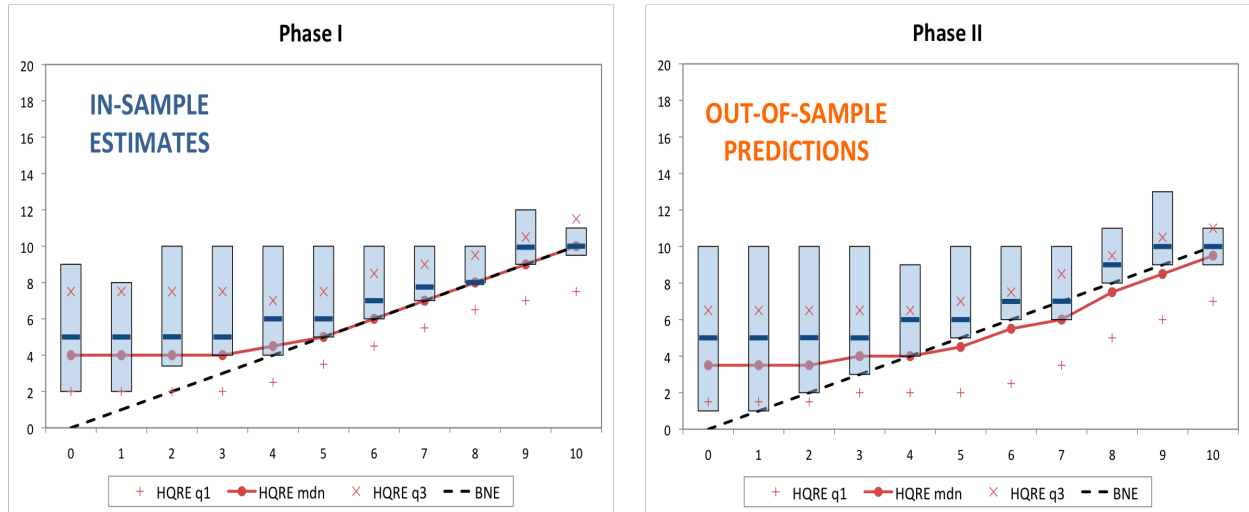 Phase I
IN-SAMPLE
ESTIMATES
20
18
16
14
12
10
8
6
4
2
0
0 1 2 3 4 5 6 7 8 9 10
HQRE q1 HQRE mdn HQRE q3 BNE
Phase II
OUT-OF-SAMPLE
PREDICTIONS
20
18
16
14
12
10
8
6
4
2
0
0 1 2 3 4 5 6 7 8 9 10
HQRE q1 HQRE mdn HQRE q3 BNE